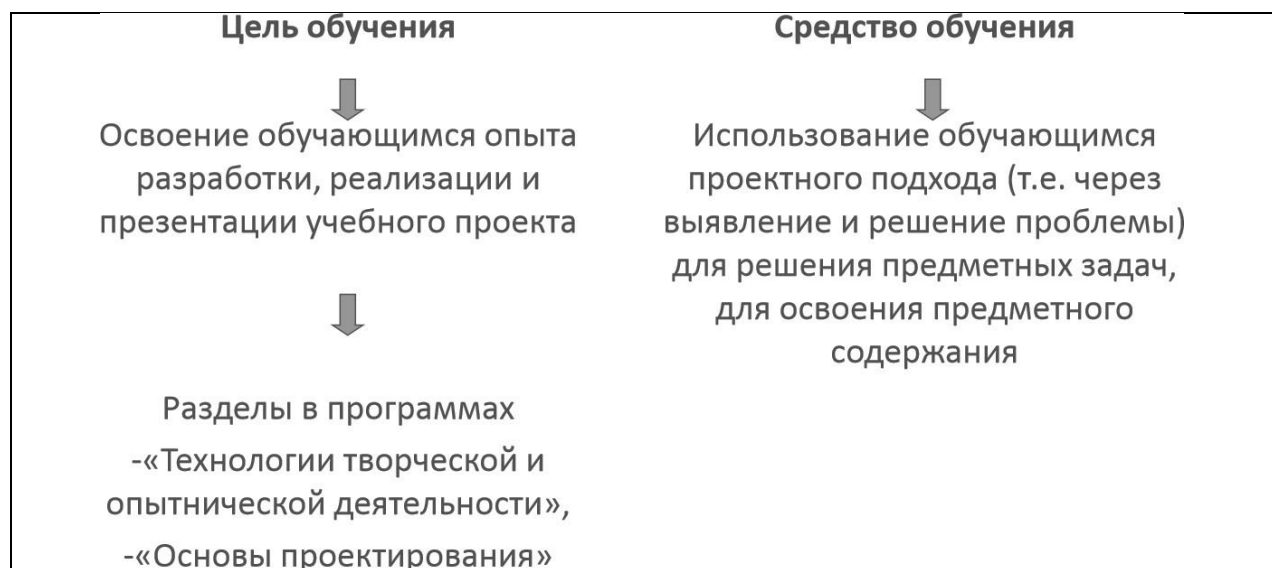 Цель обучения
Освоение обучающимся опыта
разработки, реализации и
презентации учебного проекта
Разделы в программах
-«Технологии творческой и
опытнической деятельности»,
-«Основы проектирования»
Средство обучения
Использование обучающимся
проектного подхода (т.е. через
выявление и решение проблемы)
для решения предметных задач,
для освоения предметного
содержания